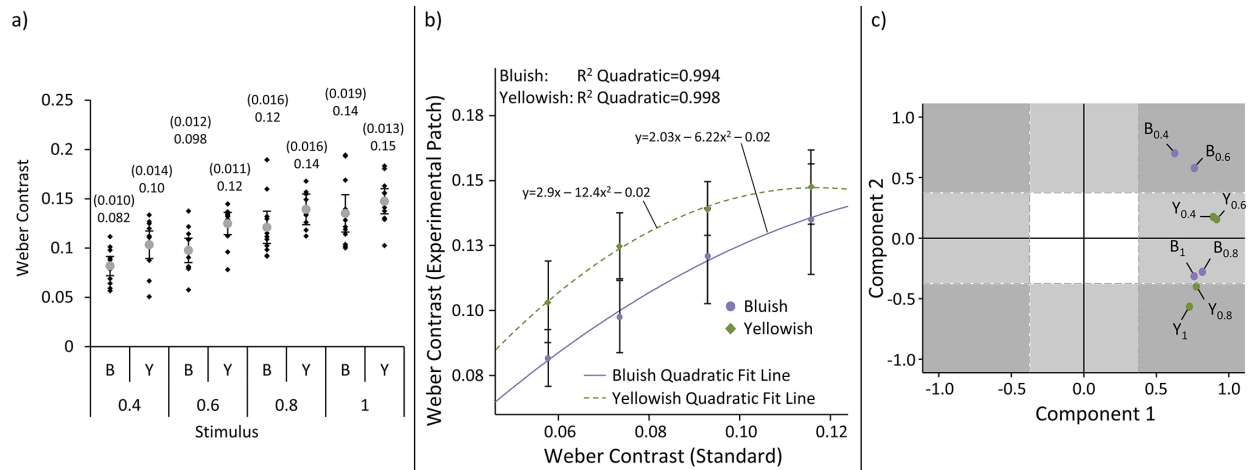 a)
Weber Contrast
0.25
0.2
0.15
0.1
0.05
0
(0.010)
0.082
(0.014)
0.10
(0.012)
0.098
(0.011)
0.12
(0.016)
0.12
(0.016)
0.14
(0.019)
0.14
(0.013)
0.15
B Y B Y B Y B Y
0.4 0.6 0.8 1
Stimulus
b)
Weber Contrast (Experimental Patch)
Bluish: R² Quadratic=0.994
Yellowish: R² Quadratic=0.998
0.18
0.15
0.13
0.10
0.08
y=2.03x − 6.22x² − 0.02
y=2.9x − 12.4x² − 0.02
Bluish
Yellowish
Bluish Quadratic Fit Line
Yellowish Quadratic Fit Line
0.06 0.08 0.10 0.12
Weber Contrast (Standard)
c)
Component 2
1.0
0.5
0.0
-0.5
-1.0
B0.4
B0.6
Y0.4
Y0.6
B1
B0.8
Y0.8
Y1
-1.0 -0.5 0.0 0.5 1.0
Component 1